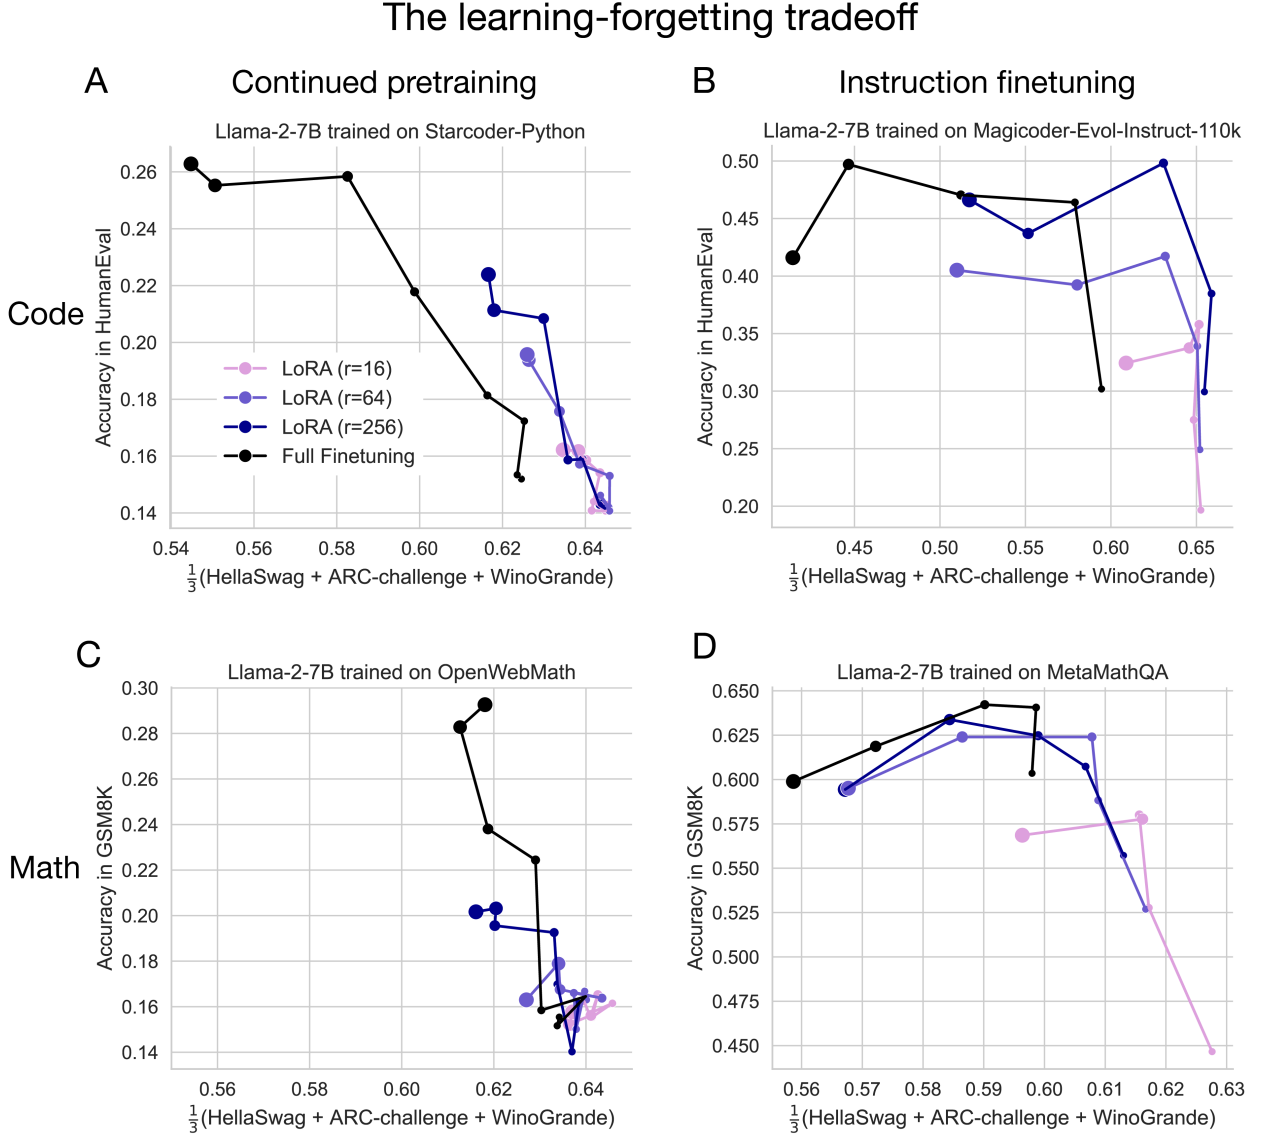 The learning-forgetting tradeoff
A
Continued pretraining
B
Instruction finetuning
Code
Llama-2-7B trained on Starcoder-Python
Accuracy in HumanEval
0.26
0.24
0.22
0.20
0.18
0.16
0.14
LoRA (r=16)
LoRA (r=64)
LoRA (r=256)
Full Finetuning
0.54 0.56 0.58 0.60 0.62 0.64
1/3(HellaSwag + ARC-challenge + WinoGrande)
Llama-2-7B trained on Magicoder-Evol-Instruct-110k
Accuracy in HumanEval
0.50
0.45
0.40
0.35
0.30
0.25
0.20
0.45 0.50 0.55 0.60 0.65
1/3(HellaSwag + ARC-challenge + WinoGrande)
Math
C
Llama-2-7B trained on OpenWebMath
Accuracy in GSM8K
0.30
0.28
0.26
0.24
0.22
0.20
0.18
0.16
0.14
0.56 0.58 0.60 0.62 0.64
1/3(HellaSwag + ARC-challenge + WinoGrande)
D
Llama-2-7B trained on MetaMathQA
Accuracy in GSM8K
0.650
0.625
0.600
0.575
0.550
0.525
0.500
0.475
0.450
0.56 0.57 0.58 0.59 0.60 0.61 0.62 0.63
1/3(HellaSwag + ARC-challenge + WinoGrande)